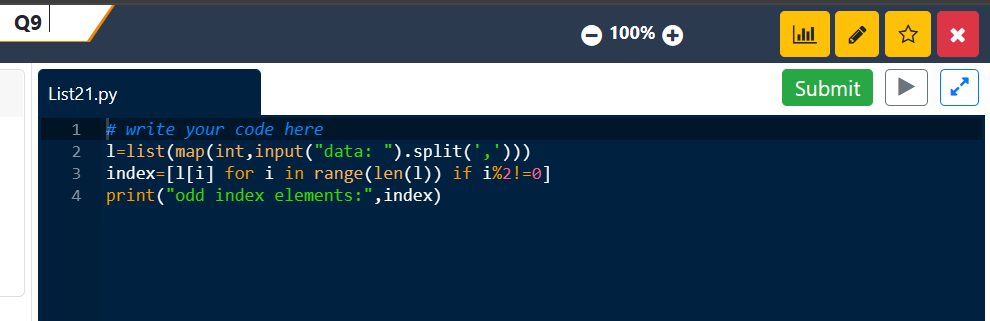 Q9
100%
Submit
List21.py
1 # write your code here
2 l=list(map(int,input("data: ").split(',')))
3 index=[l[i] for i in range(len(l)) if i%2!=0]
4 print("odd index elements:",index)